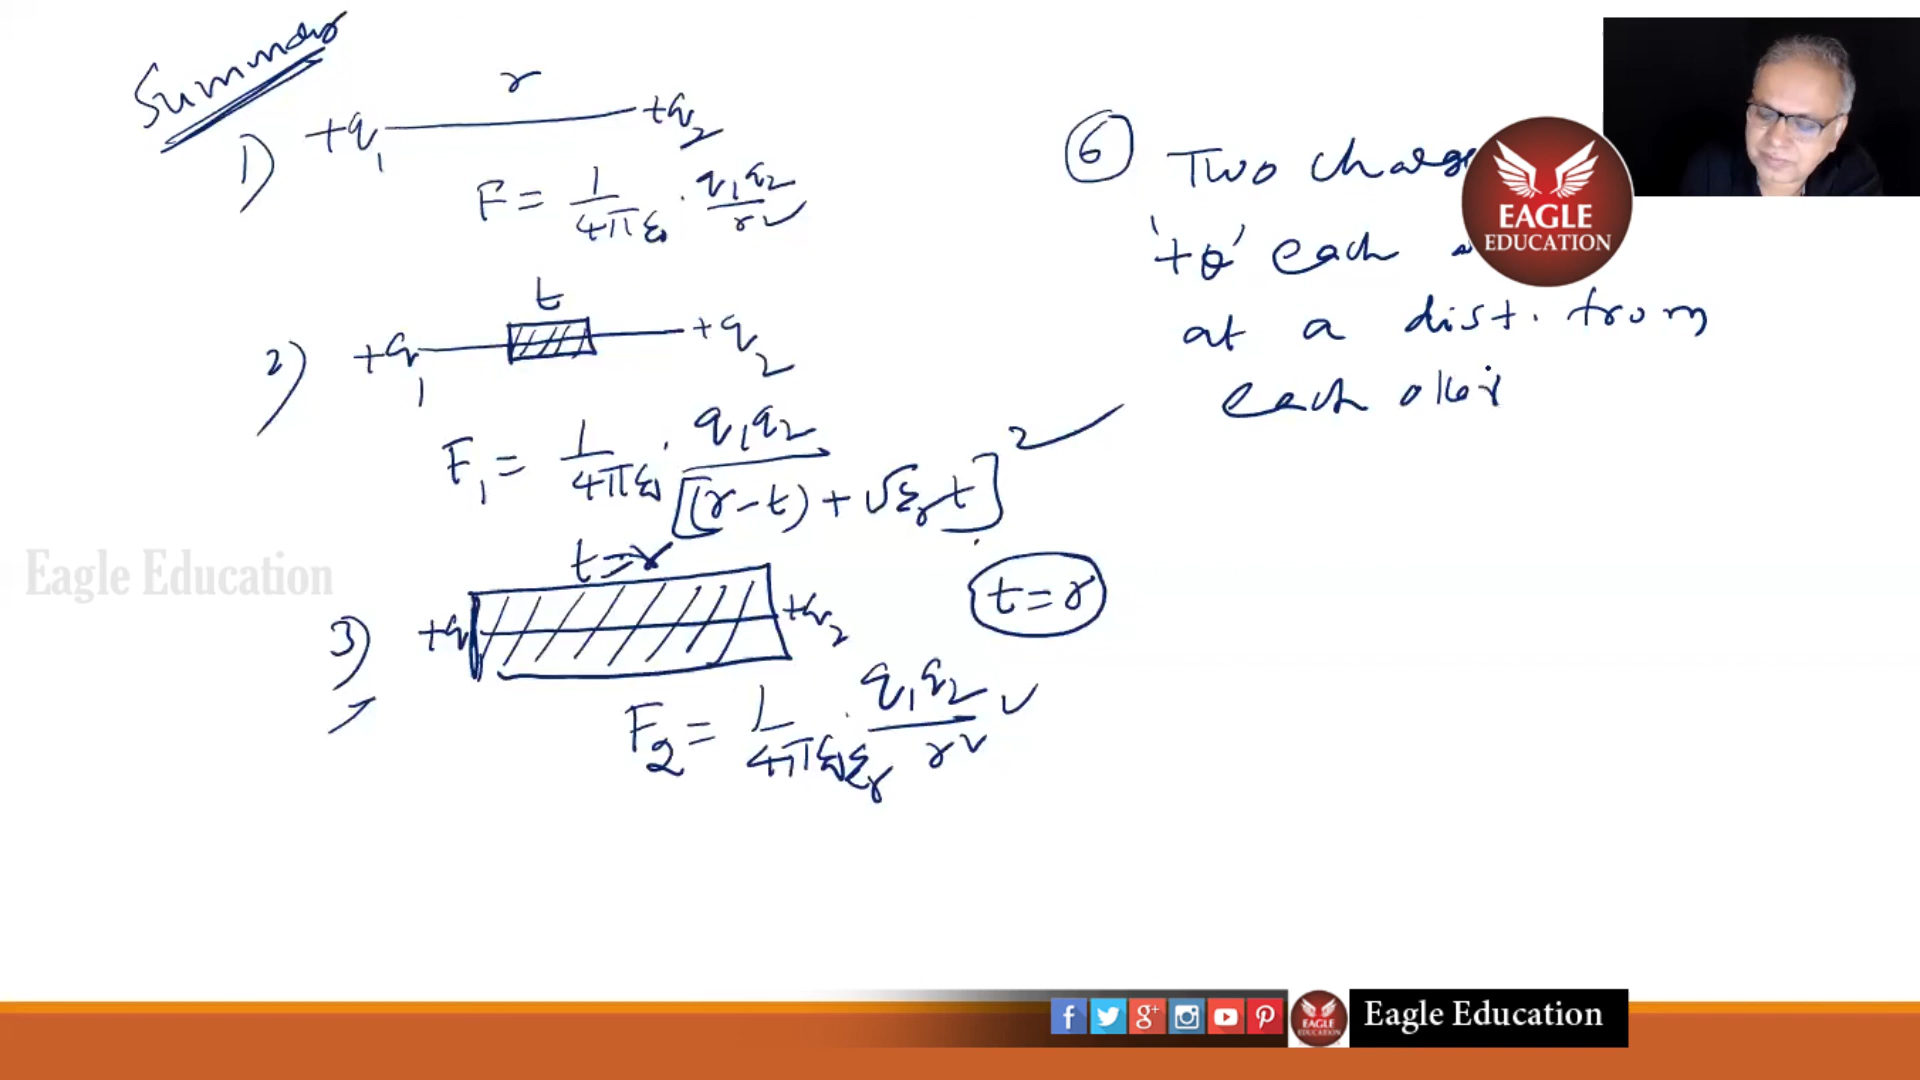 Summary
1) +q₁ r +q₂
F = 1/4πε₀ · q₁q₂/r²
2) +q₁ t +q₂
F₁ = 1/4πε₀ · q₁q₂/[(r-t) + √εᵣ t]²
t=r
3) +q +q₂
t=r
F₂ = 1/4πε₀εᵣ · q₁q₂/r²
6 Two
'+Q' each
at a dist. from
each other
EAGLE
EDUCATION
Eagle Education
EAGLE
EDUCATION
Eagle Education